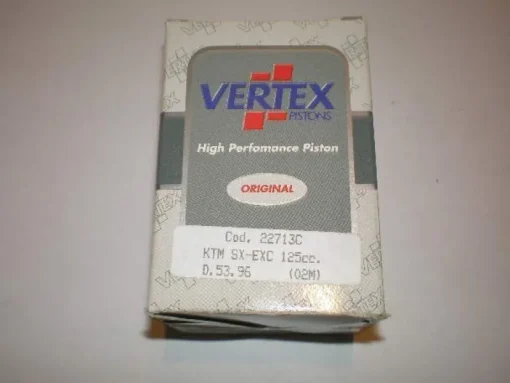 VERTEX
PISTONS
High Perfomance Piston
ORIGINAL
Cod. 22713C
KTM SX-EXC 125cc.
D.53.96 (02M)